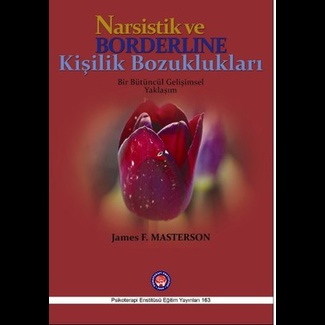 Narsistik ve
BORDERLINE
Kişilik Bozuklukları
Bir Bütüncül Gelişimsel
Yaklaşım
James F. MASTERSON
Psikoterapi Enstitüsü Eğitim Yayınları 163